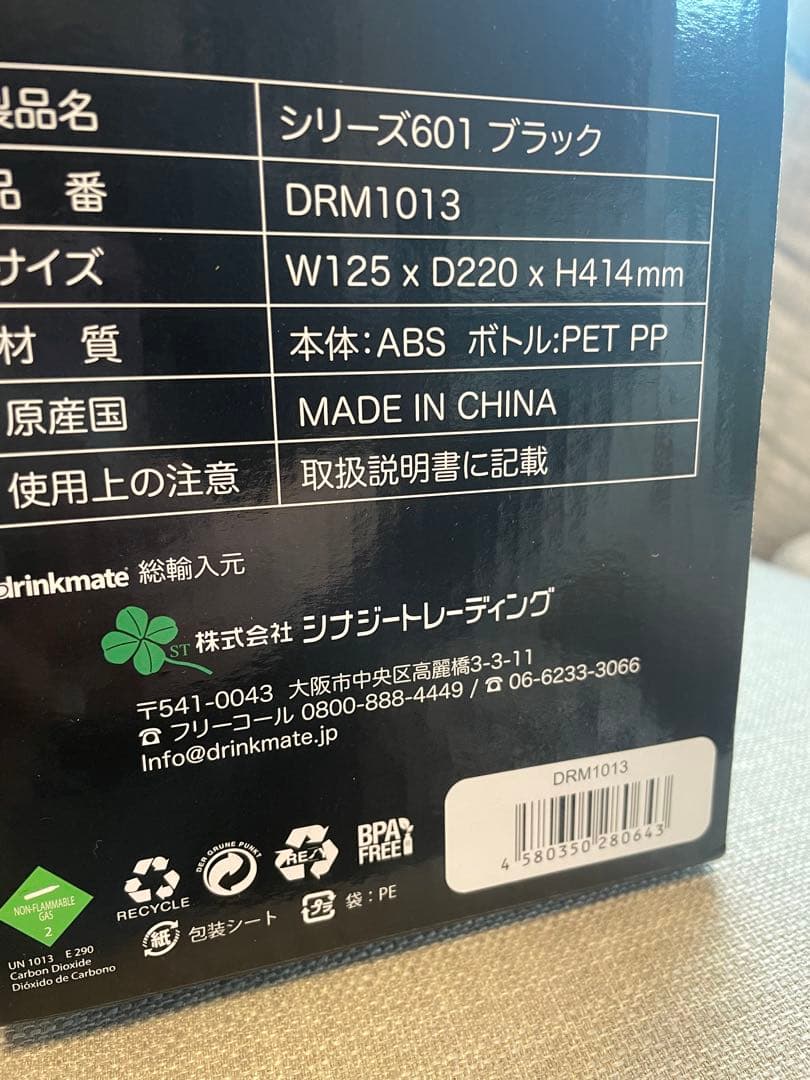 製品名 シリーズ601 ブラック
品 番 DRM1013
サイズ W125 x D220 x H414mm
材 質 本体:ABS ボトル:PET PP
原産国 MADE IN CHINA
使用上の注意 取扱説明書に記載
drinkmate 総輸入元
ST 株式会社 シナジートレーディング
〒541-0043 大阪市中央区高麗橋3-3-11
☎ フリーコール 0800-888-4449 / ☎ 06-6233-3066
Info@drinkmate.jp
DRM1013
4 580350 280643
NON-FLAMMABLE
GAS
2
RECYCLE
DER GRÜNE PUNKT
RE
BPA
FREE
紙 包装シート
プラ 袋:PE
UN 1013 E 290
Carbon Dioxide
Dióxido de Carbono